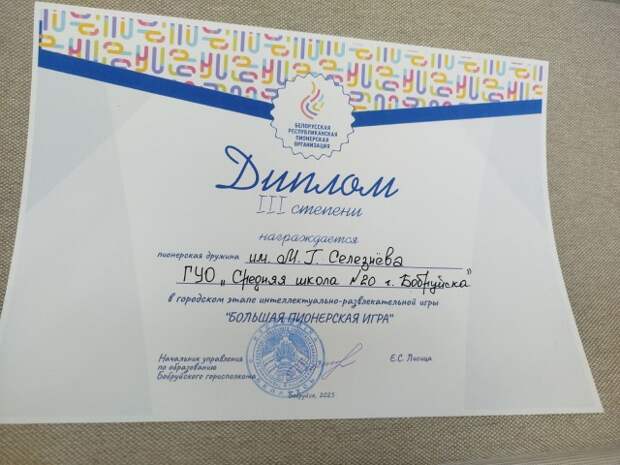 БЕЛОРУССКАЯ
РЕСПУБЛИКАНСКАЯ
ПИОНЕРСКАЯ
ОРГАНИЗАЦИЯ
Диплом
III степени
награждается
пионерская дружина им. М. Г. Селезнёва
ГУО „Средняя школа №20 г. Бобруйска"
в городском этапе интеллектуально-развлекательной игры
"БОЛЬШАЯ ПИОНЕРСКАЯ ИГРА"
Начальник управления
по образованию
Бобруйского горисполкома
Е.С.
Бобруйск, 2025